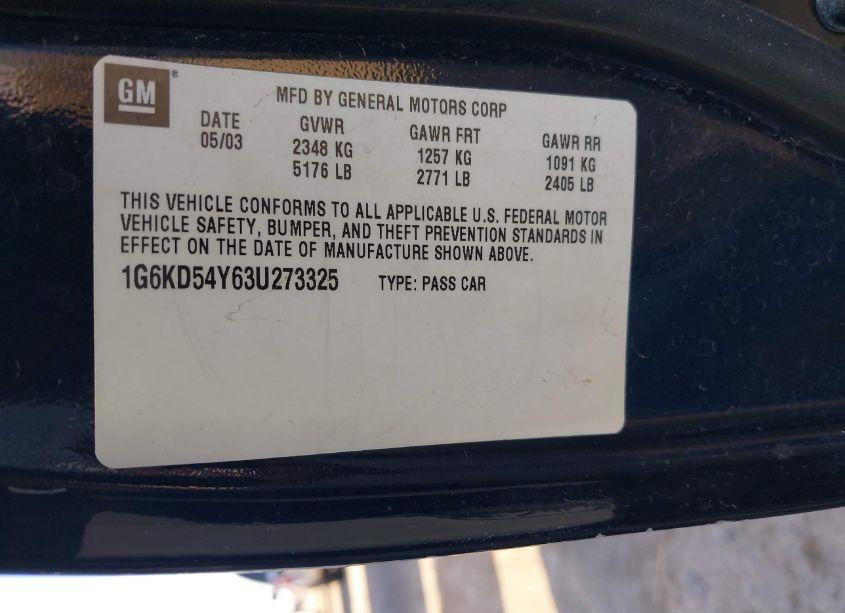 GM ®
MFD BY GENERAL MOTORS CORP
DATE GVWR GAWR FRT GAWR RR
05/03 2348 KG 1257 KG 1091 KG
5176 LB 2771 LB 2405 LB
THIS VEHICLE CONFORMS TO ALL APPLICABLE U.S. FEDERAL MOTOR
VEHICLE SAFETY, BUMPER, AND THEFT PREVENTION STANDARDS IN
EFFECT ON THE DATE OF MANUFACTURE SHOWN ABOVE.
1G6KD54Y63U273325 TYPE: PASS CAR